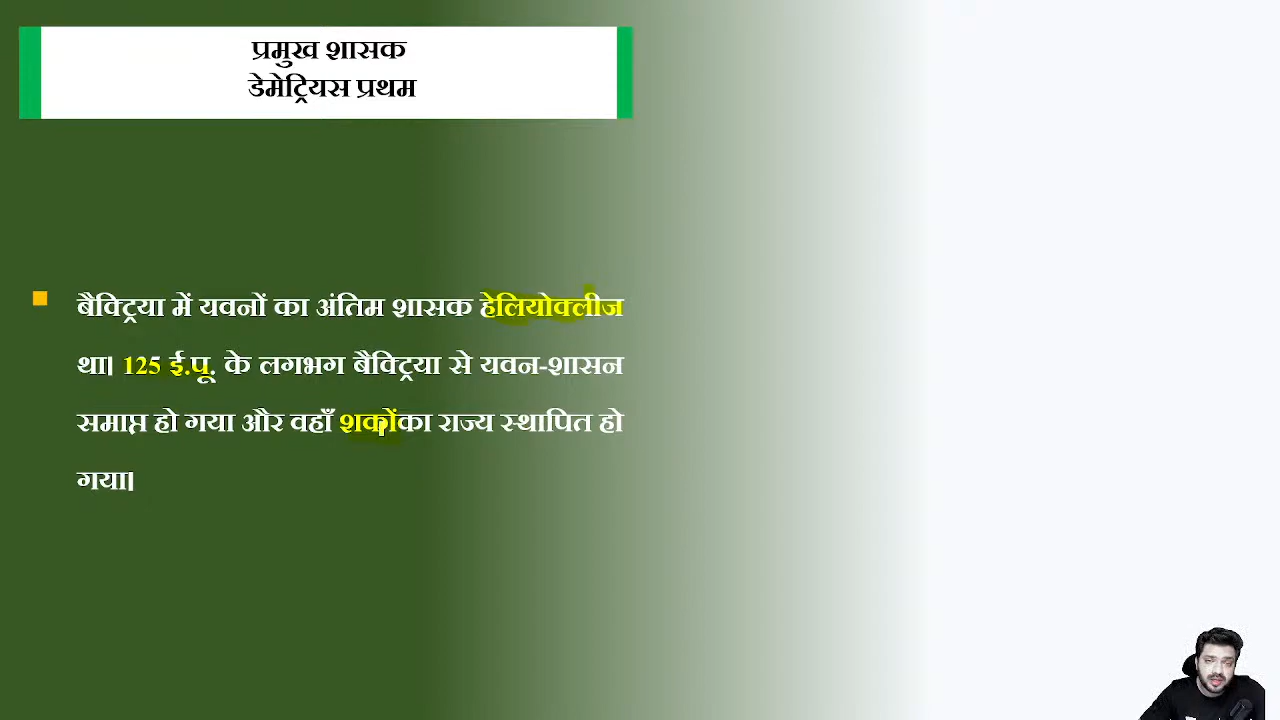 प्रमुख शासक
डेमेट्रियस प्रथम
बैक्ट्रिया में यवनों का अंतिम शासक हेलियोक्लीज
था। 125 ई.पू. के लगभग बैक्ट्रिया से यवन-शासन
समाप्त हो गया और वहाँ शकोंका राज्य स्थापित हो
गया।